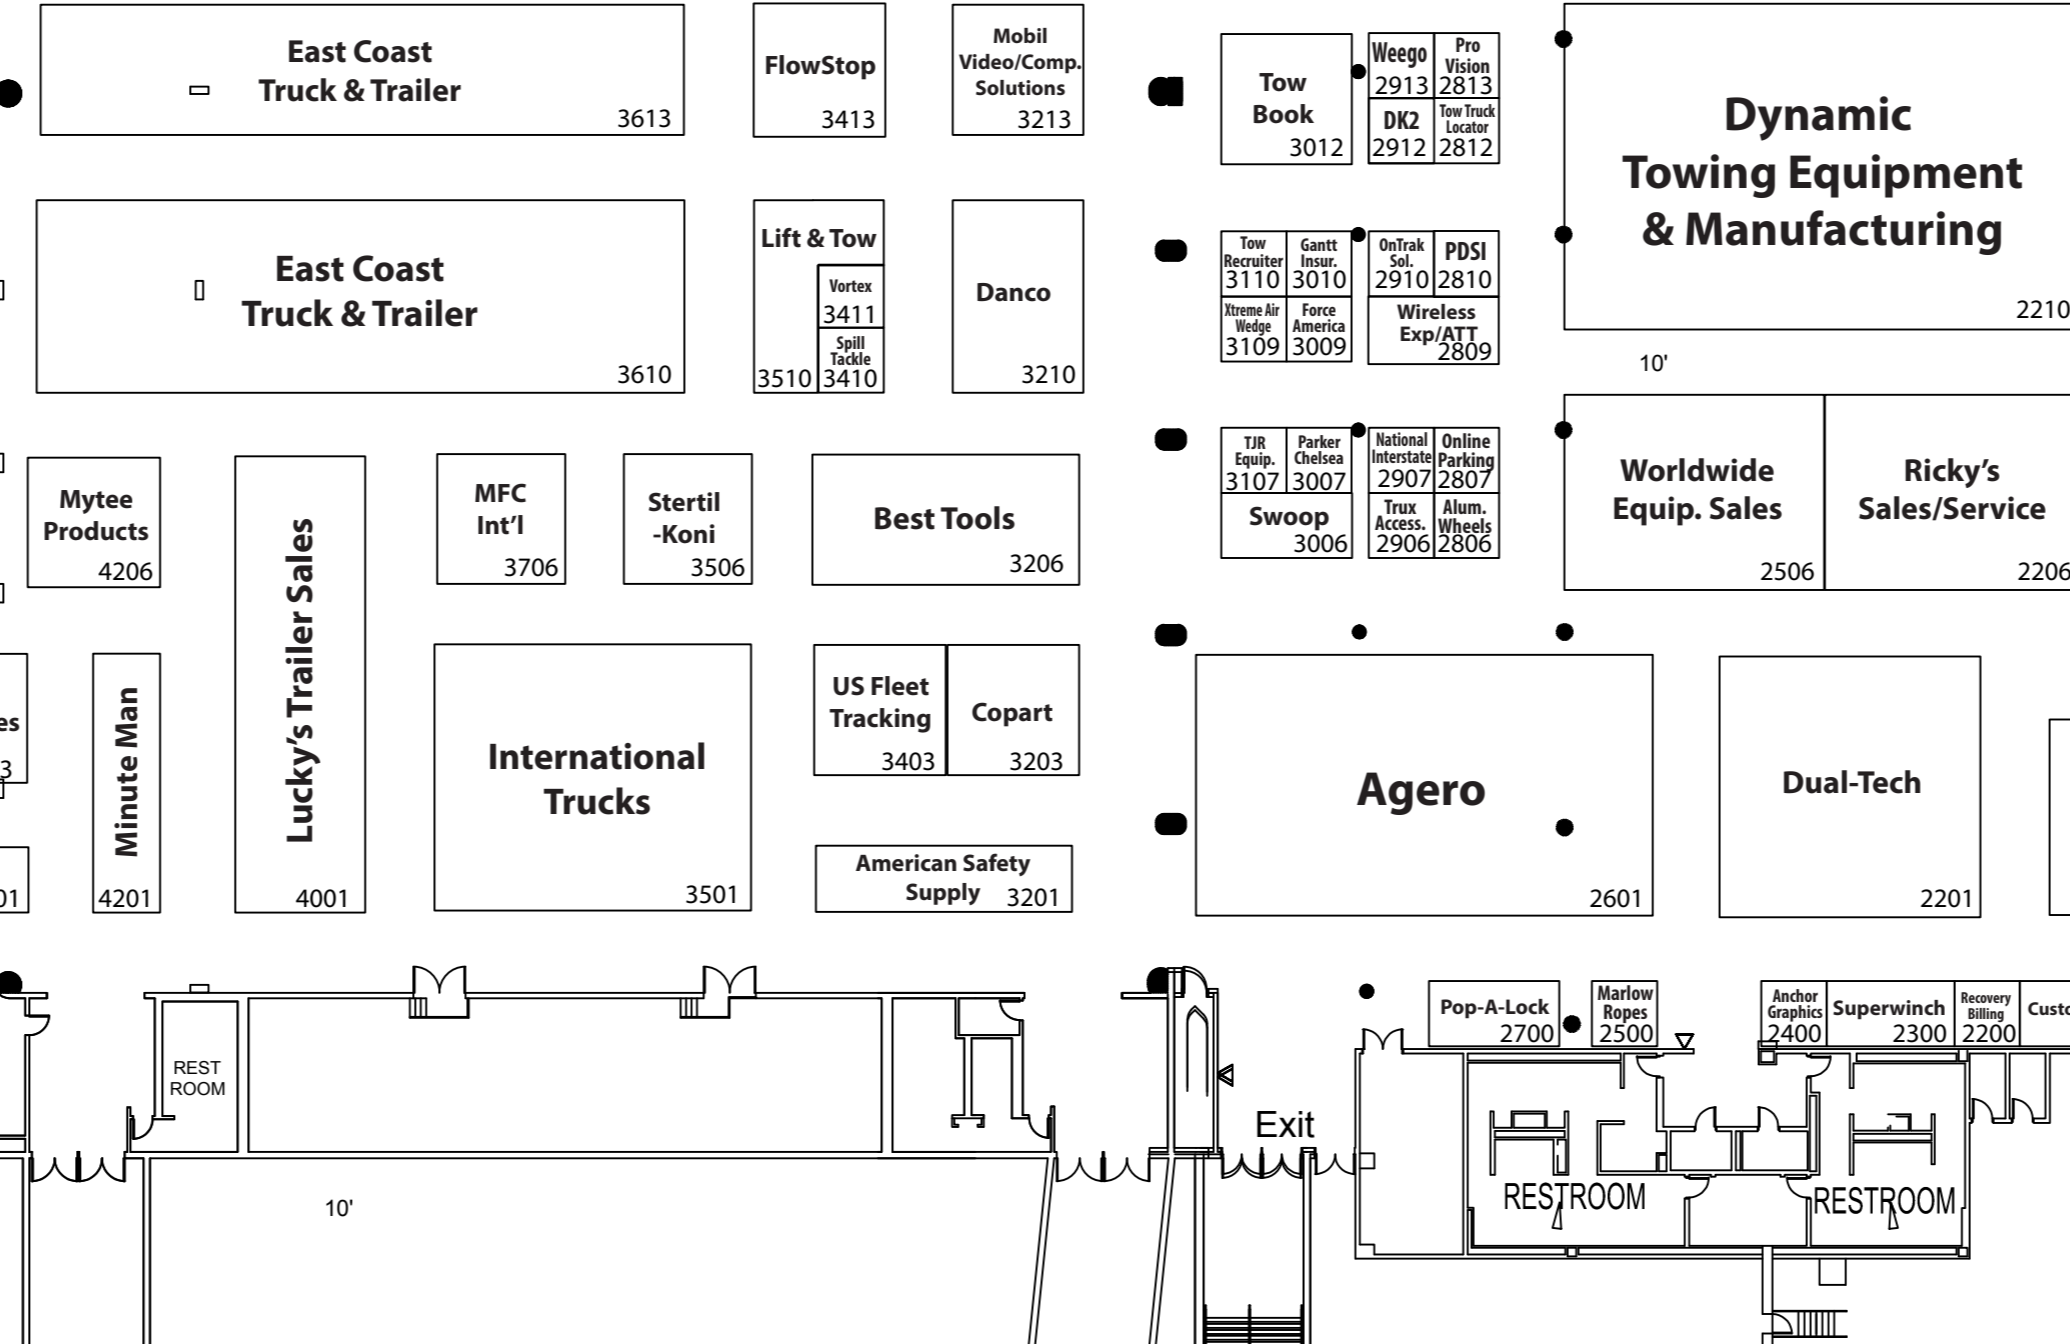 East Coast
Truck & Trailer
3613
FlowStop
3413
Mobil
Video/Comp.
Solutions
3213
Tow
Book
3012
Weego
2913
Pro
Vision
2813
DK2
2912
Tow Truck
Locator
2812
Dynamic
Towing Equipment
& Manufacturing
2210
East Coast
Truck & Trailer
3610
Lift & Tow
3510
Vortex
3411
Spill
Tackle
3410
Danco
3210
Tow
Recruiter
3110
Gantt
Insur.
3010
Xtreme Air
Wedge
3109
Force
America
3009
OnTrak
Sol.
2910
PDSI
2810
Wireless
Exp/ATT
2809
10'
Mytee
Products
4206
Lucky's Trailer Sales
4001
MFC
Int'l
3706
Stertil
-Koni
3506
Best Tools
3206
TJR
Equip.
3107
Parker
Chelsea
3007
Swoop
3006
National
Interstate
2907
Online
Parking
2807
Trux
Access.
2906
Alum.
Wheels
2806
Worldwide
Equip. Sales
2506
Ricky's
Sales/Service
2206
es
3
Minute Man
4201
International
Trucks
3501
US Fleet
Tracking
3403
Copart
3203
American Safety
Supply 3201
Agero
2601
Dual-Tech
2201
01
Pop-A-Lock
2700
Marlow
Ropes
2500
Anchor
Graphics
2400
Superwinch
2300
Recovery
Billing
2200
Custo
REST
ROOM
Exit
RESTROOM
RESTROOM
10'